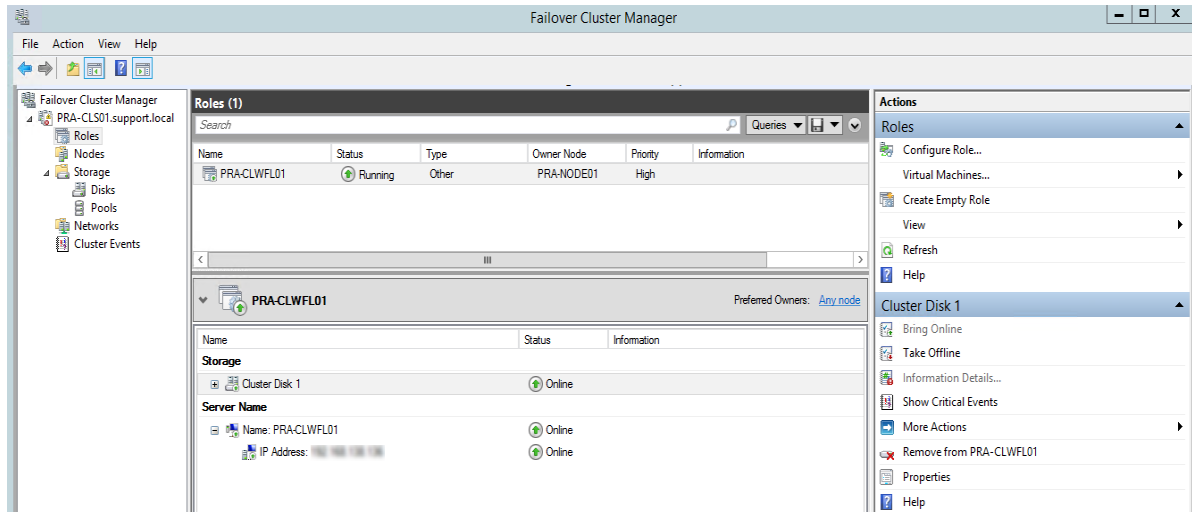 Failover Cluster Manager
File Action View Help
Failover Cluster Manager
PRA-CLS01.support.local
Roles
Nodes
Storage
Disks
Pools
Networks
Cluster Events
Roles (1)
Search
Queries
Name Status Type Owner Node Priority Information
PRA-CLWFL01 Running Other PRA-NODE01 High
PRA-CLWFL01 Preferred Owners: Any node
Name Status Information
Storage
Cluster Disk 1 Online
Server Name
Name: PRA-CLWFL01 Online
IP Address: Online
Actions
Roles
Configure Role...
Virtual Machines...
Create Empty Role
View
Refresh
Help
Cluster Disk 1
Bring Online
Take Offline
Information Details...
Show Critical Events
More Actions
Remove from PRA-CLWFL01
Properties
Help